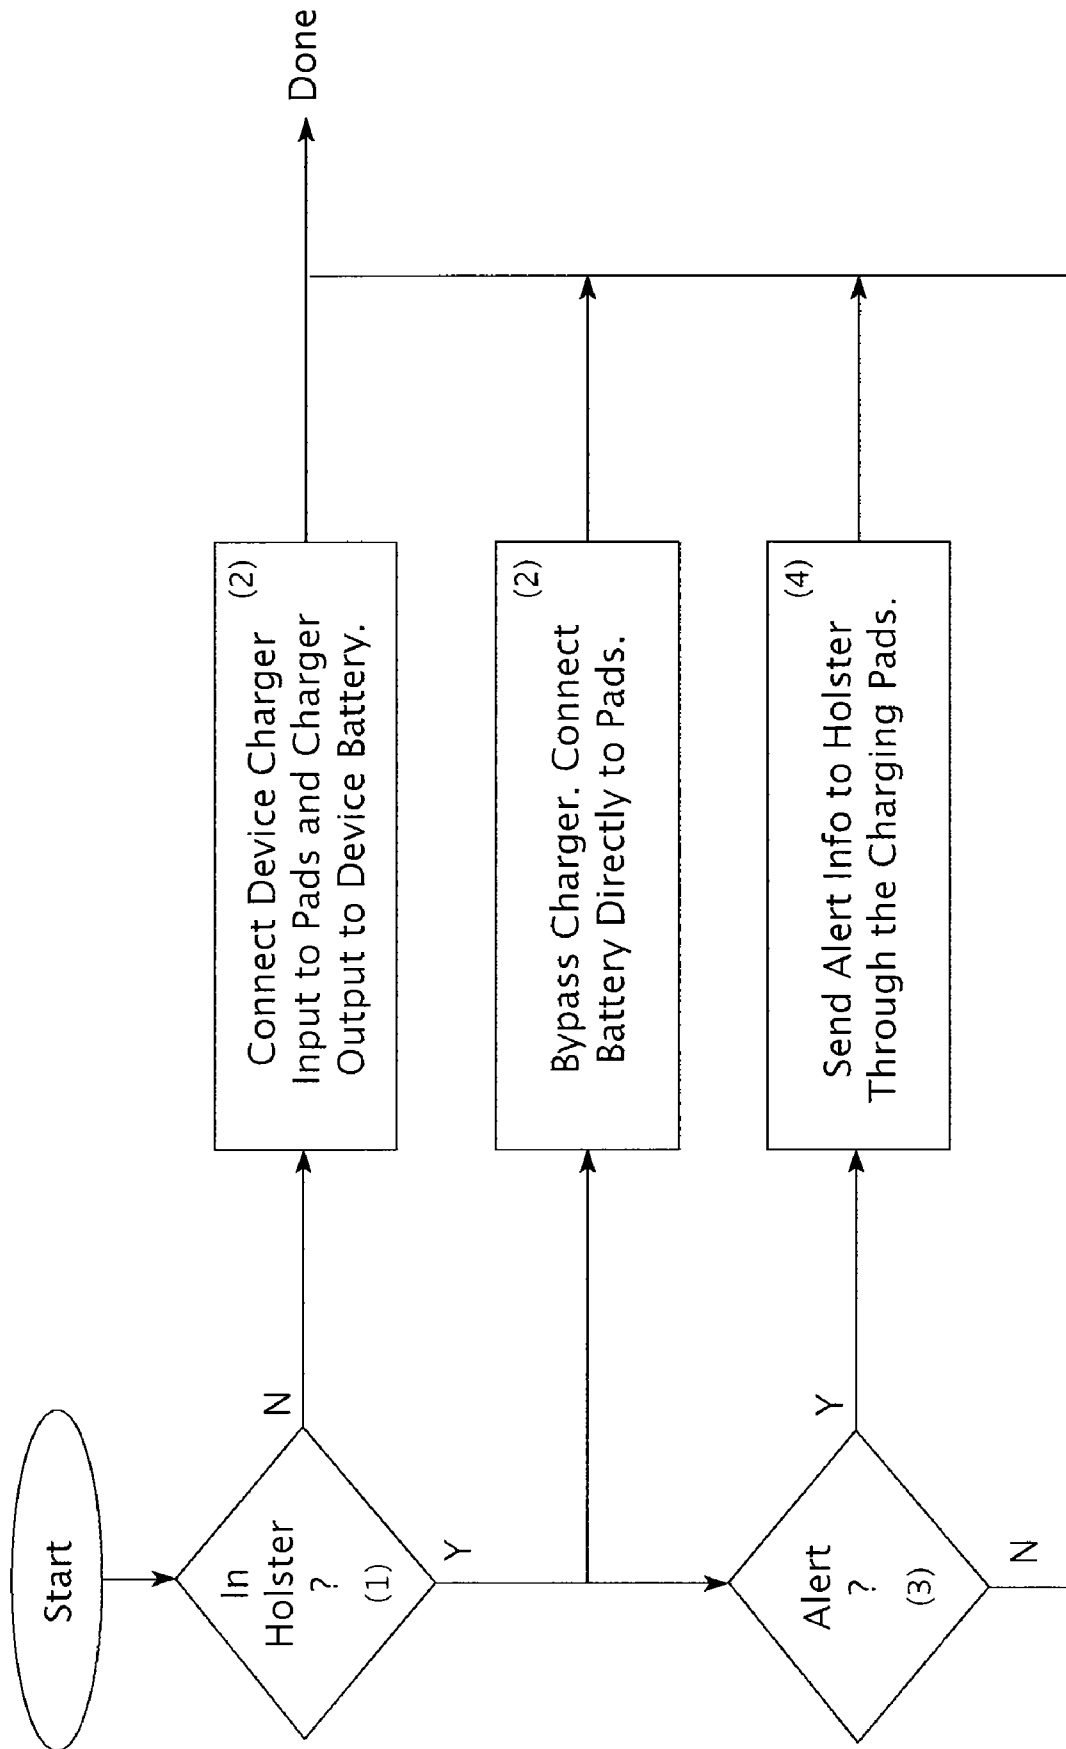 Start
In
Holster
?
(1)
N
Y
(2)
Connect Device Charger
Input to Pads and Charger
Output to Device Battery.
Done
(2)
Bypass Charger. Connect
Battery Directly to Pads.
Alert
?
(3)
Y
N
(4)
Send Alert Info to Holster
Through the Charging Pads.